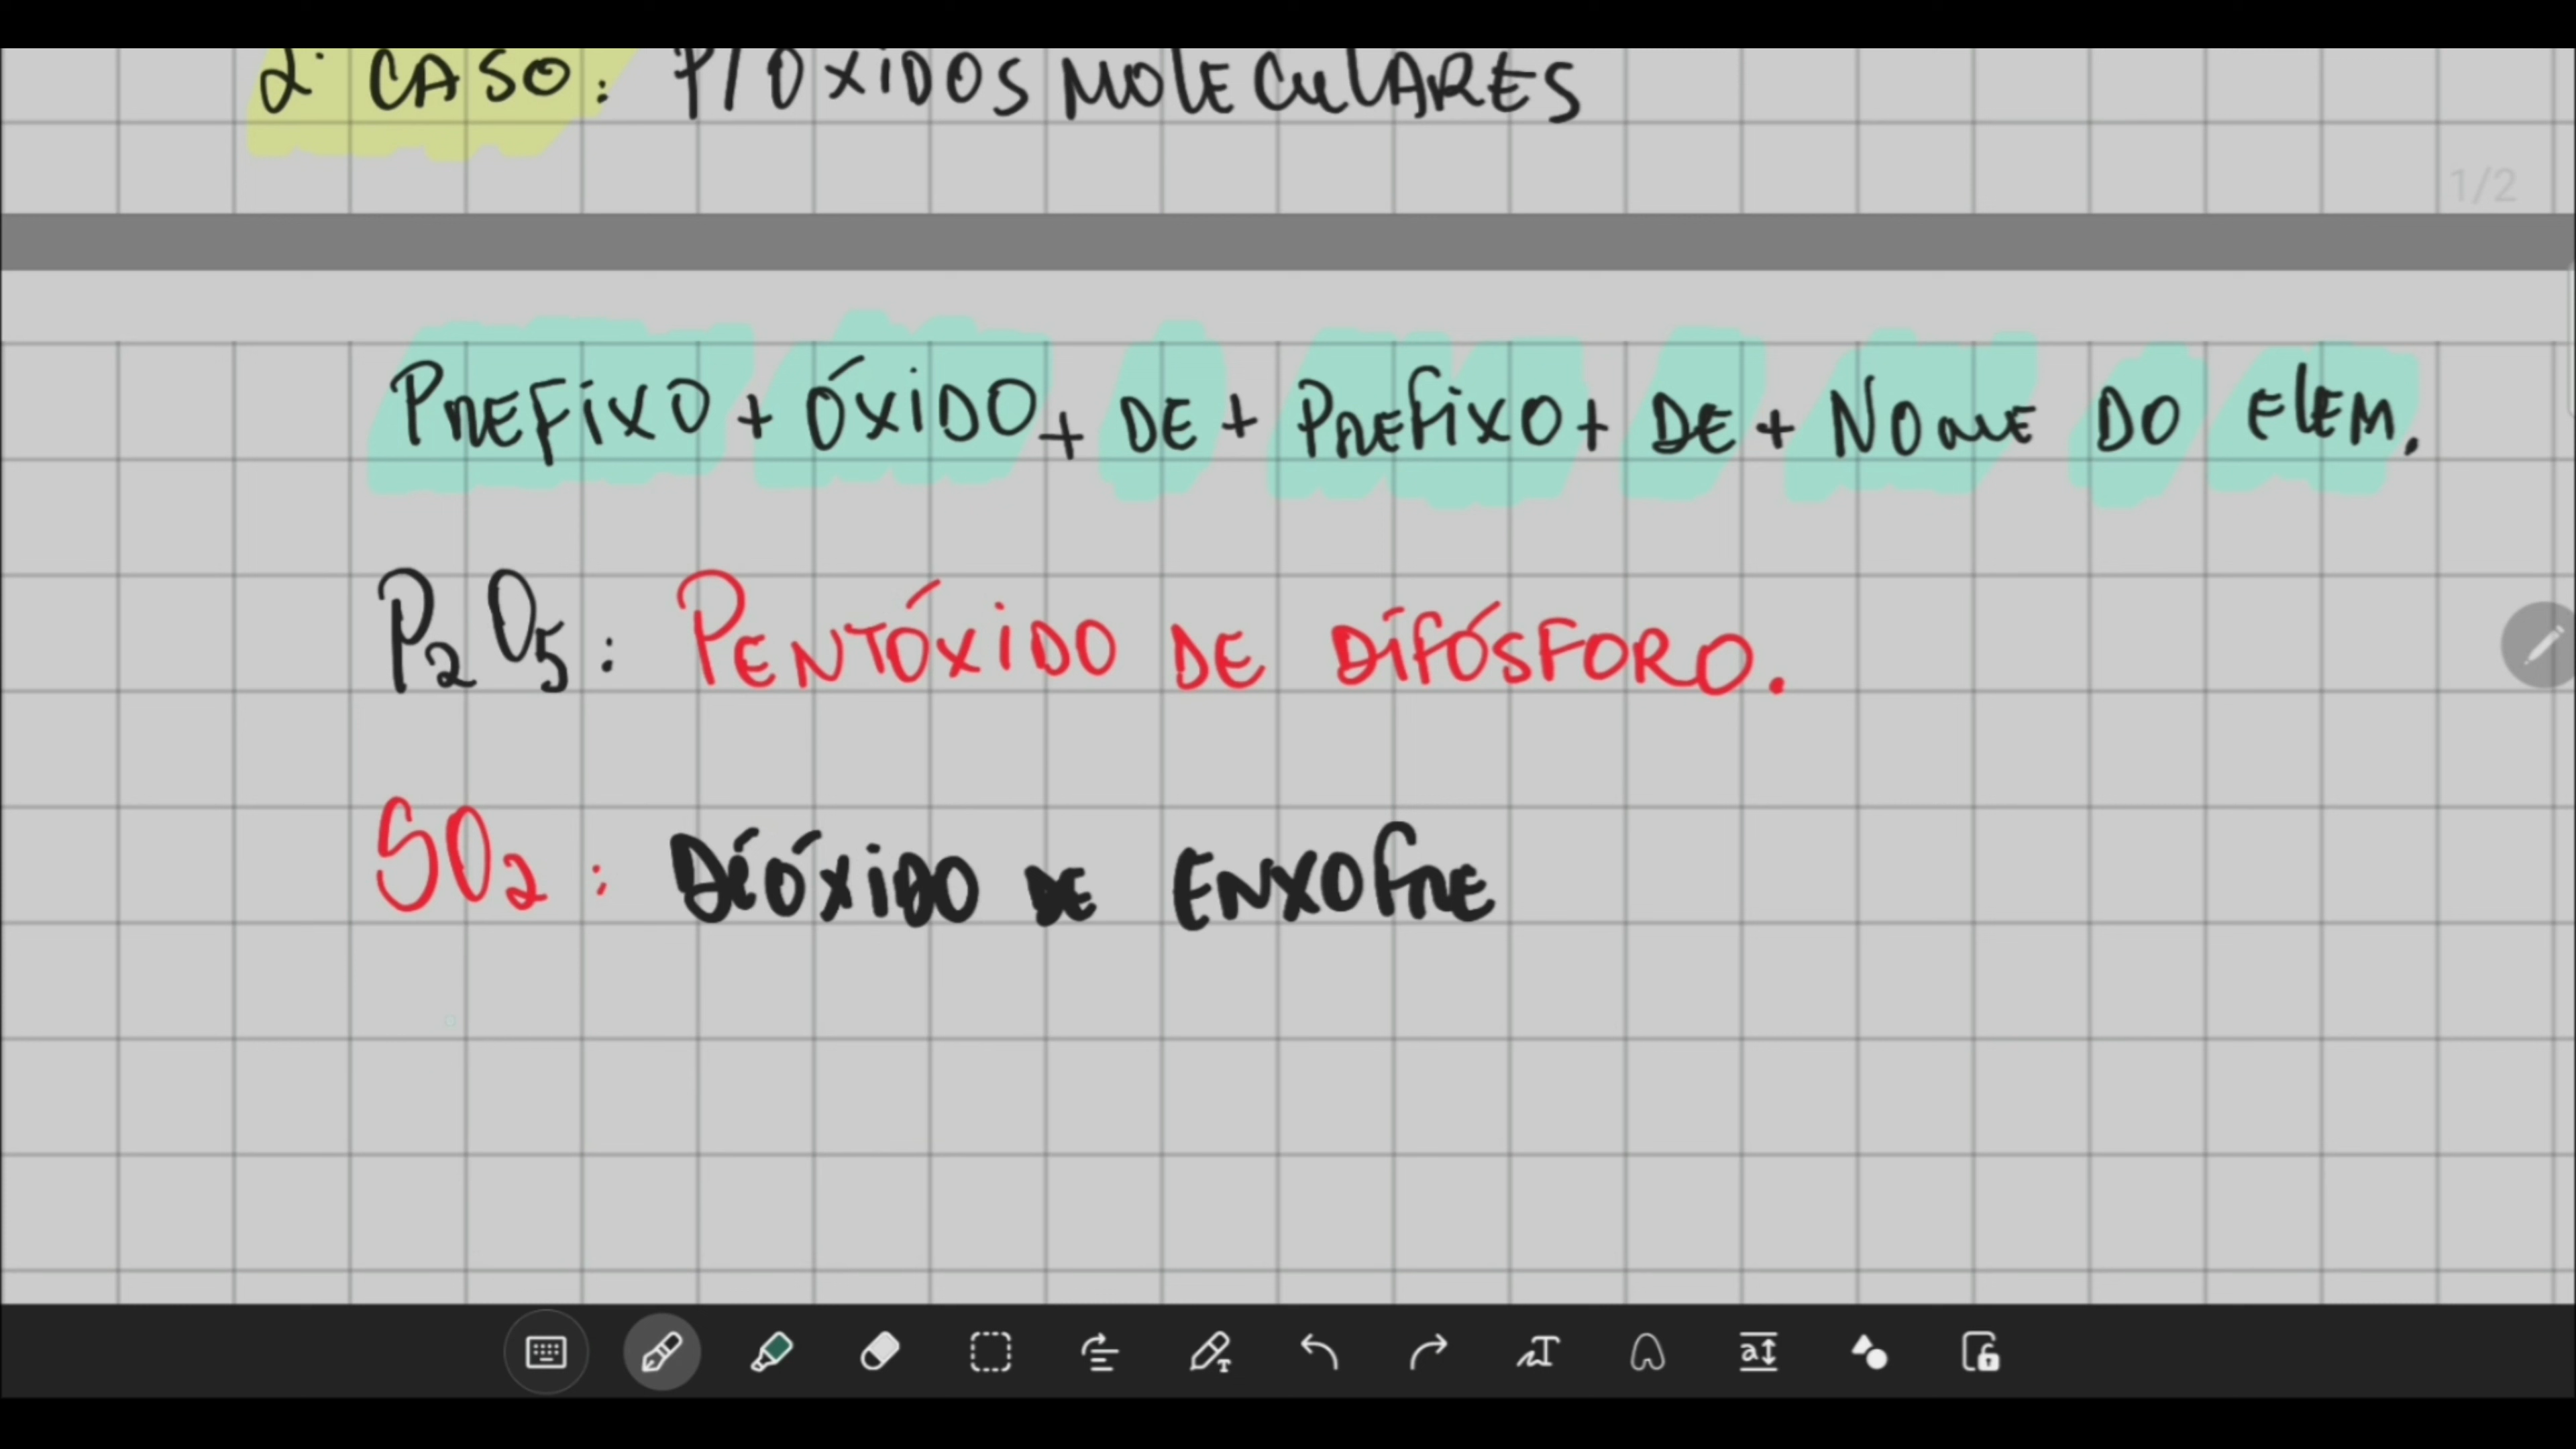 2º CASO: P/ ÓXIDOS MOLECULARES
1/2
PREFIXO + ÓXIDO + DE + PREFIXO + DE + NOME DO ELEM.
P2O5: PENTÓXIDO DE DIFÓSFORO.
SO2: DIÓXIDO DE ENXOFRE